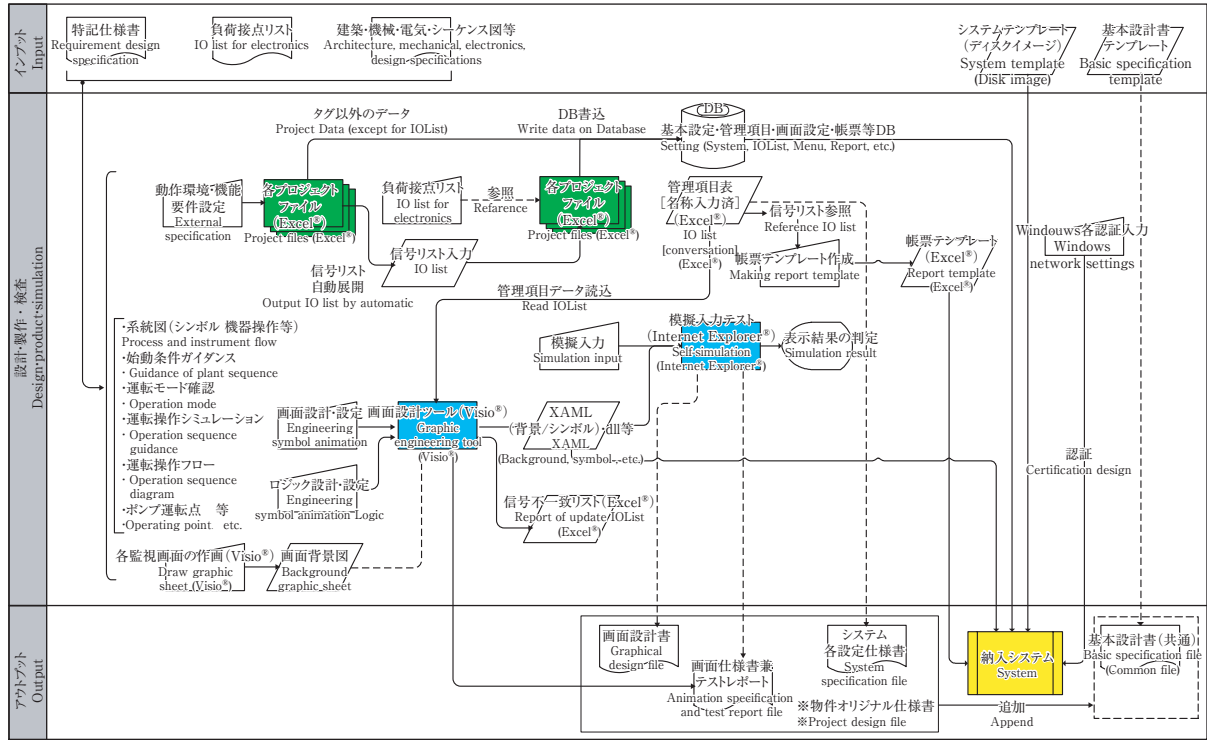 インプット
Input
特記仕様書
Requirement design
specification
負荷接点リスト
IO list for electronics
建築・機械・電気・シーケンス図等
Architecture, mechanical, electronics,
design-specifications
システムテンプレート
(ディスクイメージ)
System template
(Disk image)
基本設計書
テンプレート
Basic specification
template
設計・製作・検査
Design・product・simulation
タグ以外のデータ
Project Data (except for IOList)
DB書込
Write data on Database
DB
基本設定・管理項目・画面設定・帳票等DB
Setting (System, IOList, Menu, Report, etc.)
動作環境・機能
要件設定
External
specification
各プロジェクト
ファイル
(Excel®)
Project files (Excel®)
負荷接点リスト
IO list for
electronics
参照
Reference
各プロジェクト
ファイル
(Excel®)
Project files (Excel®)
管理項目表
[名称入力済]
(Excel®)
IO list
[conversation]
(Excel®)
信号リスト参照
Reference IO list
信号リスト
自動展開
Output IO list by automatic
信号リスト入力
IO list
帳票テンプレート作成
Making report template
帳票テンプレート
(Excel®)
Report template
(Excel®)
Windouws各認証入力
Windows
network settings
管理項目データ読込
Read IOList
・系統図(シンボル 機器操作等)
Process and instrument flow
・始動条件ガイダンス
・Guidance of plant sequence
・運転モード確認
・Operation mode
・運転操作シミュレーション
・Operation sequence
guidance
・運転操作フロー
・Operation sequence
diagram
・ポンプ運転点 等
・Operating point etc.
模擬入力
Simulation input
模擬入力テスト
(Internet Explorer®)
Self-simulation
(Internet Explorer®)
表示結果の判定
Simulation result
画面設計・設定
Engineering
symbol animation
画面設計ツール(Visio®)
Graphic
engineering tool
(Visio®)
XAML
(背景/シンボル)・dll等
XAML
(Background, symbol・etc.)
認証
Certification design
ロジック設計・設定
Engineering
symbol animation Logic
信号不一致リスト(Excel®)
Report of update IOList
(Excel®)
各監視画面の作画(Visio®)
Draw graphic
sheet (Visio®)
画面背景図
Background
graphic sheet
アウトプット
Output
画面設計書
Graphical
design file
画面仕様書兼
テストレポート
Animation specification
and test report file
システム
各設定仕様書
System
specification file
※物件オリジナル仕様書
※Project design file
納入システム
System
追加
Append
基本設計書(共通)
Basic specification file
(Common file)